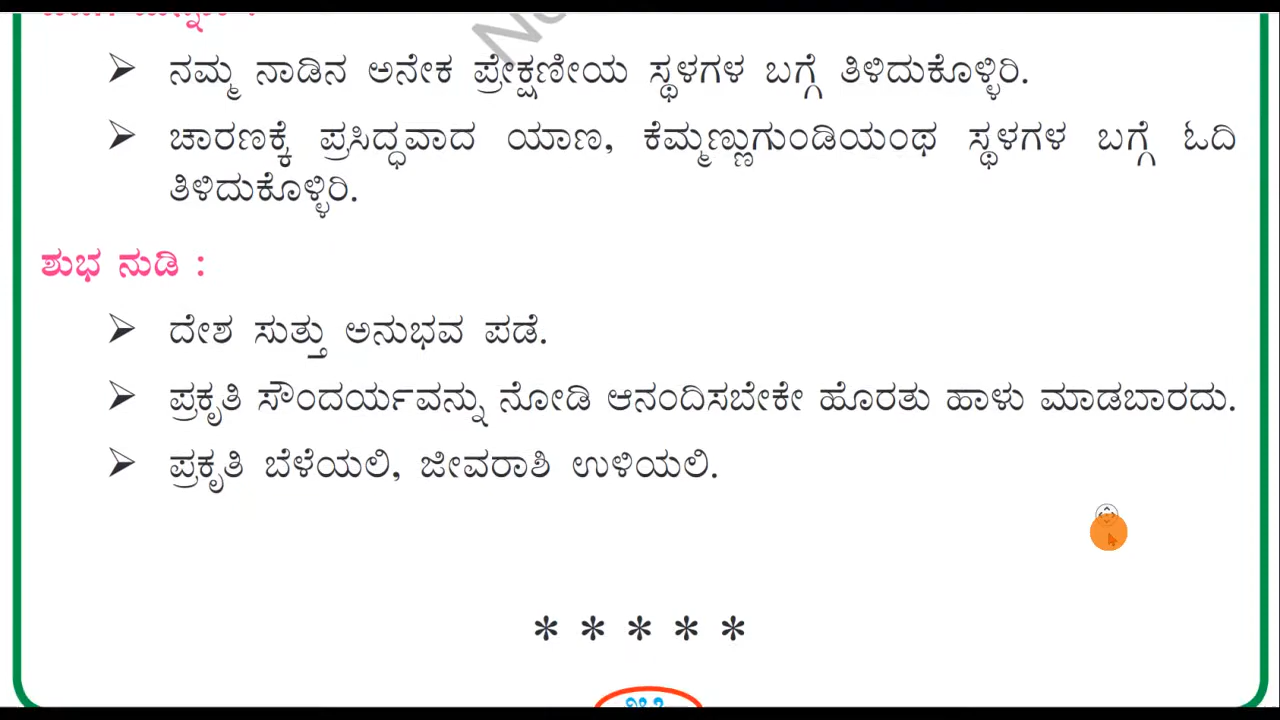 ನಮ್ಮ ನಾಡಿನ ಅನೇಕ ಪ್ರೇಕ್ಷಣೀಯ ಸ್ಥಳಗಳ ಬಗ್ಗೆ ತಿಳಿದುಕೊಳ್ಳಿರಿ.
ಚಾರಣಕ್ಕೆ ಪ್ರಸಿದ್ಧವಾದ ಯಾಣ, ಕೆಮ್ಮಣ್ಣುಗುಂಡಿಯಂಥ ಸ್ಥಳಗಳ ಬಗ್ಗೆ ಓದಿ
ತಿಳಿದುಕೊಳ್ಳಿರಿ.
ಶುಭ ನುಡಿ :
ದೇಶ ಸುತ್ತು ಅನುಭವ ಪಡೆ.
ಪ್ರಕೃತಿ ಸೌಂದರ್ಯವನ್ನು ನೋಡಿ ಆನಂದಿಸಬೇಕೇ ಹೊರತು ಹಾಳು ಮಾಡಬಾರದು.
ಪ್ರಕೃತಿ ಬೆಳೆಯಲಿ, ಜೀವರಾಶಿ ಉಳಿಯಲಿ.
* * * * *